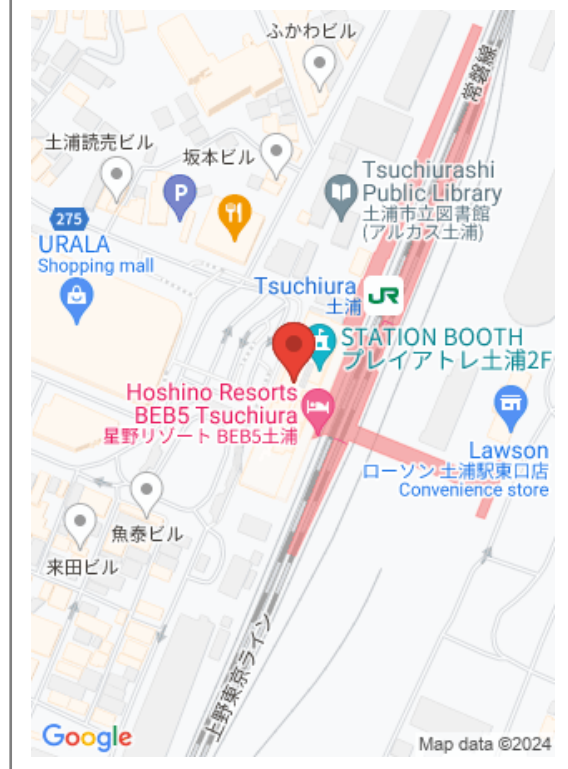 ふかわビル
常磐線
土浦読売ビル
坂本ビル
P
Tsuchiurashi
Public Library
土浦市立図書館
(アルカス土浦)
275
URALA
Shopping mall
Tsuchiura
土浦
JR
STATION BOOTH
プレイアトレ土浦2F
Hoshino Resorts
BEB5 Tsuchiura
星野リゾート BEB5土浦
Lawson
ローソン 土浦駅東口店
Convenience store
魚泰ビル
来田ビル
上野東京ライン
Google
Map data ©2024